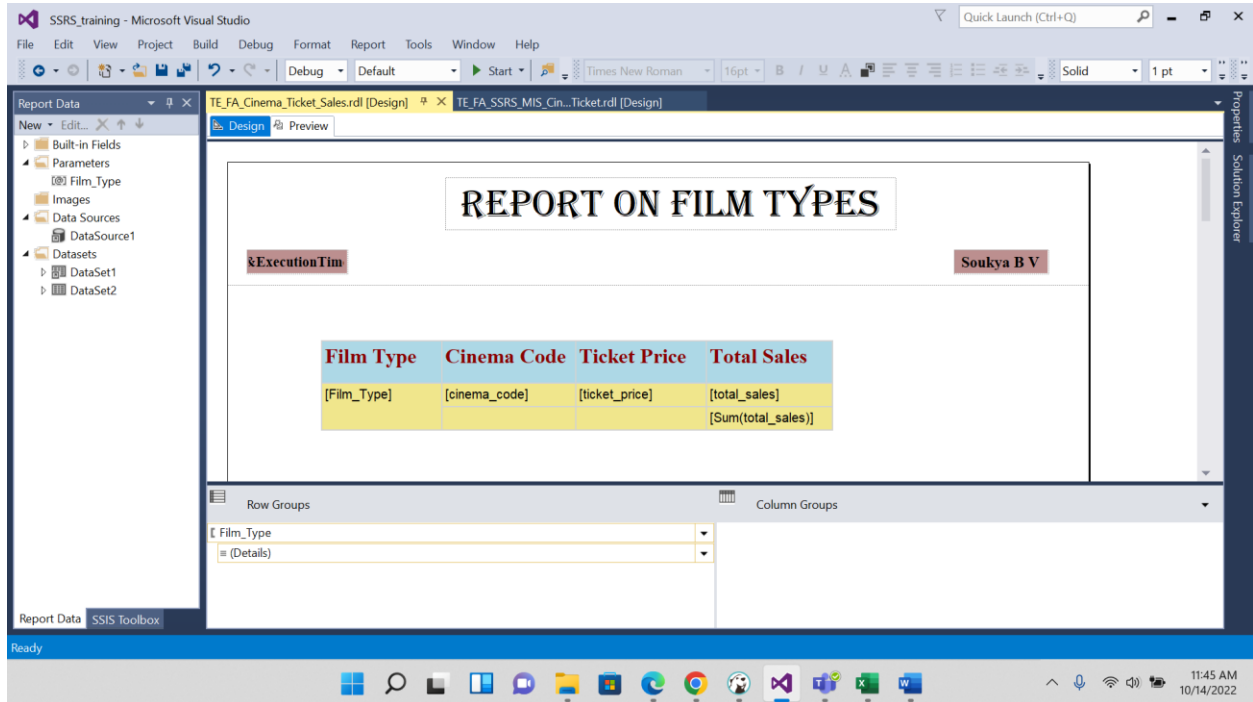 SSRS_training - Microsoft Visual Studio
Quick Launch (Ctrl+Q)
File Edit View Project Build Debug Format Report Tools Window Help
Debug Default Start Times New Roman 16pt B I U A Solid 1 pt
Report Data
TE_FA_Cinema_Ticket_Sales.rdl [Design] TE_FA_SSRS_MIS_Cin...Ticket.rdl [Design]
New Edit...
Design Preview
Built-in Fields
Parameters
Film_Type
Images
Data Sources
DataSource1
Datasets
DataSet1
DataSet2
REPORT ON FILM TYPES
&ExecutionTim
Soukya B V
Film Type Cinema Code Ticket Price Total Sales
[Film_Type] [cinema_code] [ticket_price] [total_sales]
[Sum(total_sales)]
Row Groups
Column Groups
Film_Type
(Details)
Properties
Solution Explorer
Report Data SSIS Toolbox
Ready
11:45 AM
10/14/2022